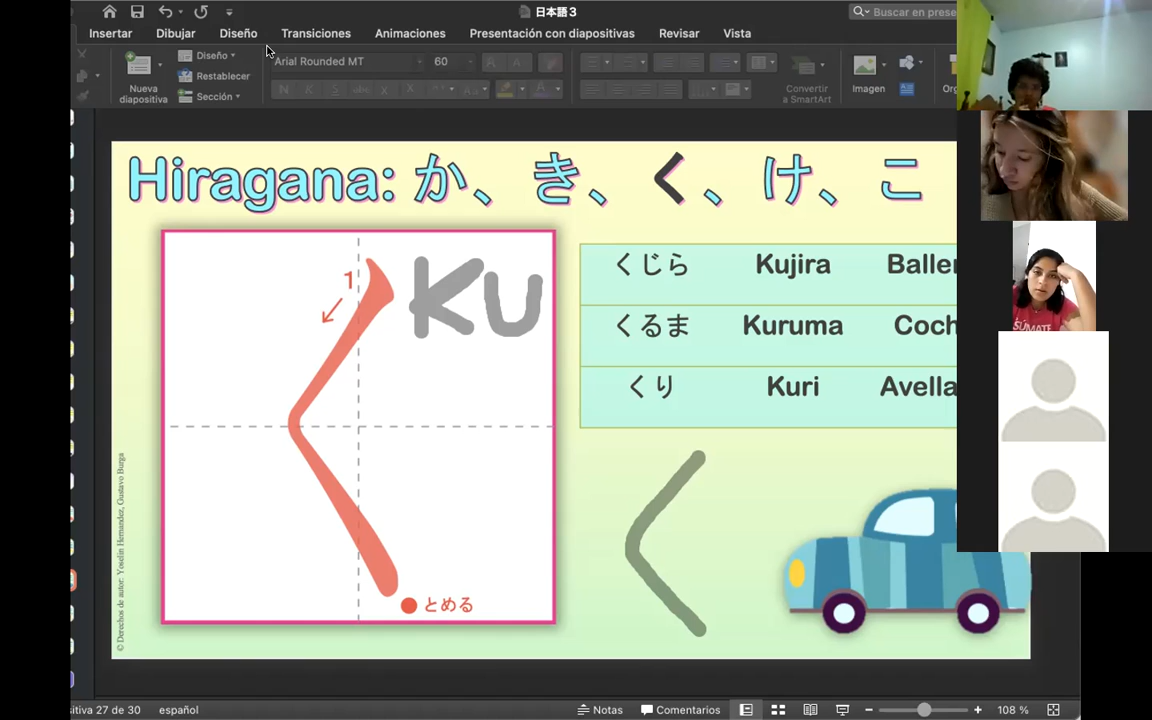 日本語3
Buscar en prese
Insertar Dibujar Diseño Transiciones Animaciones Presentación con diapositivas Revisar Vista
Nueva diapositiva
Diseño
Restablecer
Sección
Arial Rounded MT 60
Convertir a SmartArt
Imagen
Hiragana: か、き、く、け、こ
1
Ku
とめる
くじら Kujira Baller
くるま Kuruma Coch
くり Kuri Avella
く
© Derechos de autor: Yoselin Hernandez, Gustavo Burga
SÚMATE
sitiva 27 de 30 español Notas Comentarios 108 %